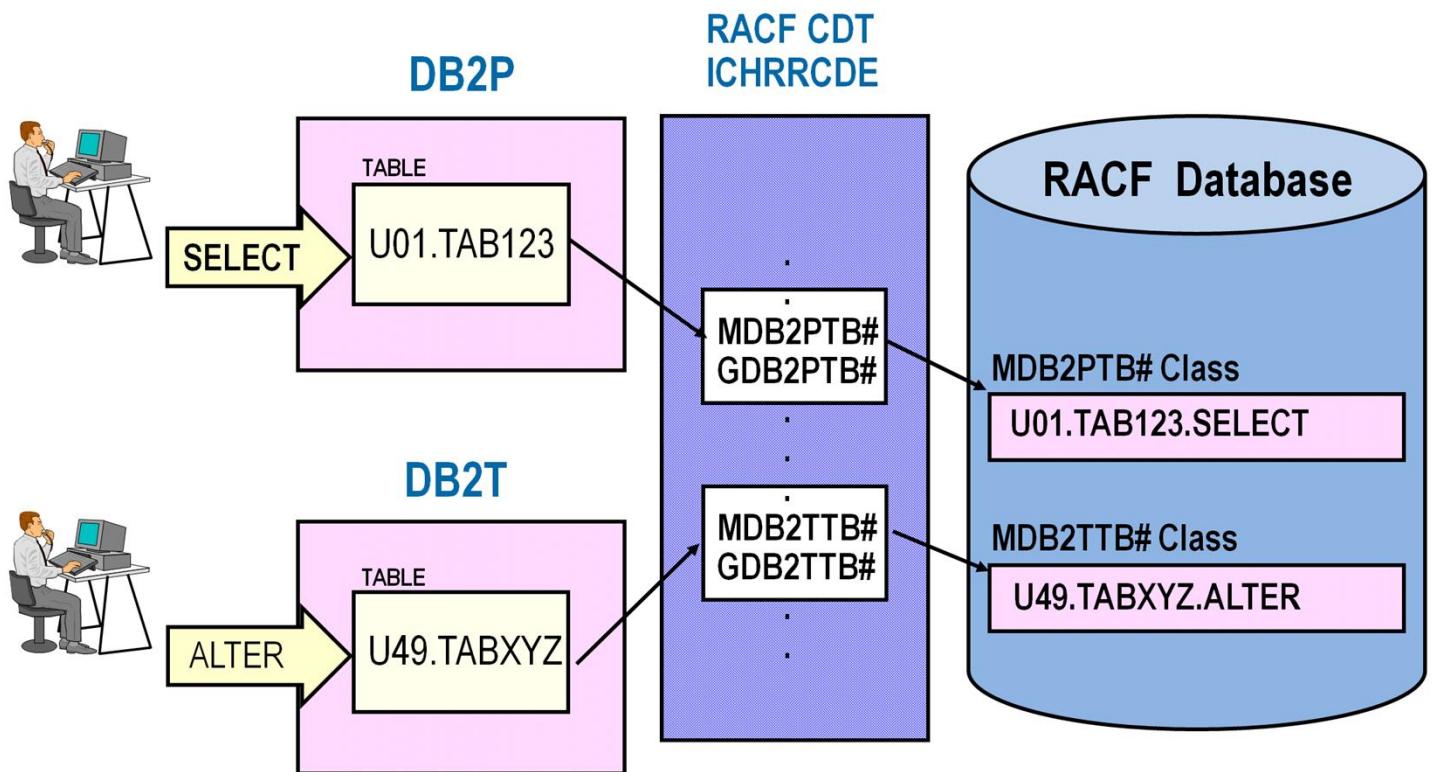 RACF CDT
ICHRRCDE
DB2P
TABLE
U01.TAB123
SELECT
MDB2PTB#
GDB2PTB#
RACF Database
MDB2PTB# Class
U01.TAB123.SELECT
DB2T
TABLE
U49.TABXYZ
ALTER
MDB2TTB#
GDB2TTB#
MDB2TTB# Class
U49.TABXYZ.ALTER